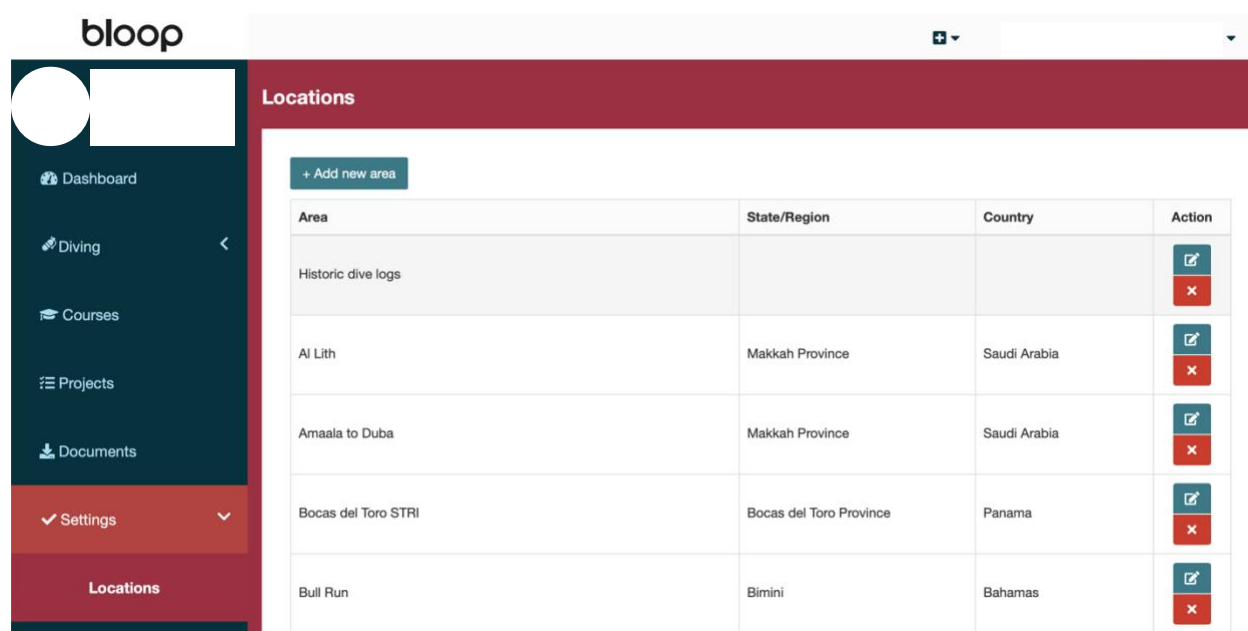 bloop
Locations
Dashboard
Diving
Courses
Projects
Documents
Settings
Locations
+ Add new area
Area State/Region Country Action
Historic dive logs
Al Lith Makkah Province Saudi Arabia
Amaala to Duba Makkah Province Saudi Arabia
Bocas del Toro STRI Bocas del Toro Province Panama
Bull Run Bimini Bahamas